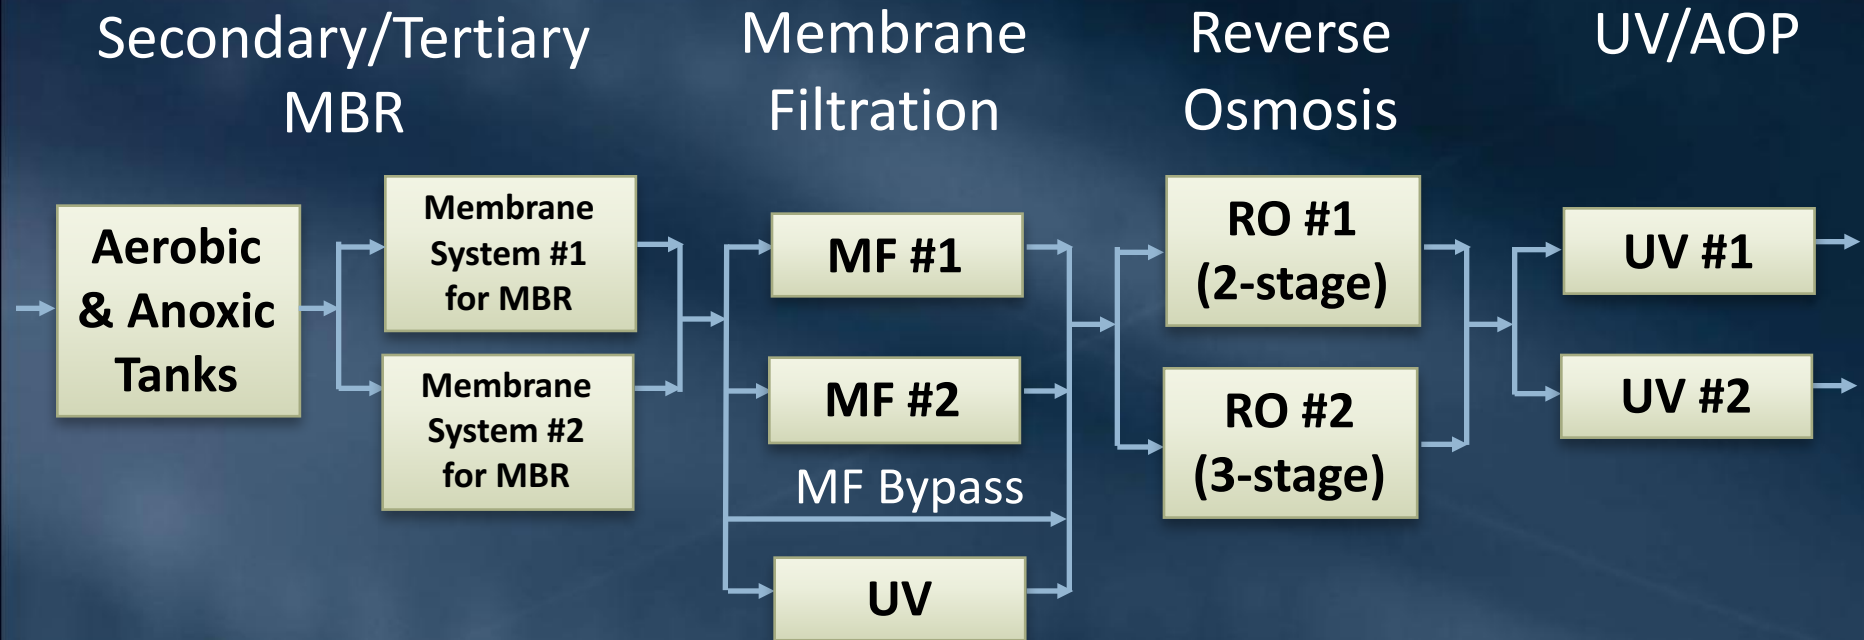 Secondary/Tertiary
MBR
Membrane
Filtration
Reverse
Osmosis
UV/AOP
Aerobic
& Anoxic
Tanks
Membrane
System #1
for MBR
Membrane
System #2
for MBR
MF #1
MF #2
MF Bypass
UV
RO #1
(2-stage)
RO #2
(3-stage)
UV #1
UV #2